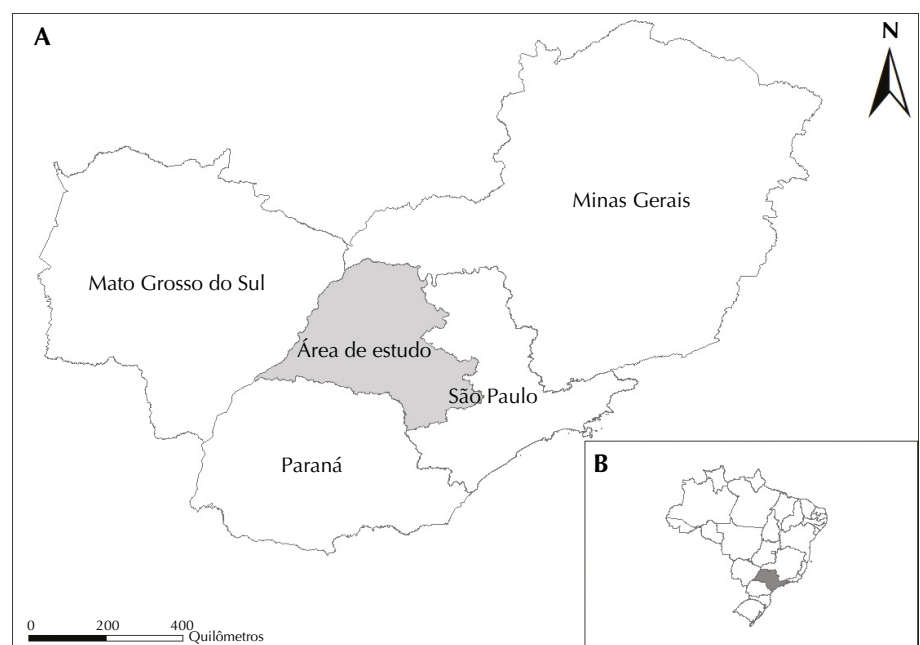 A
N
Minas Gerais
Mato Grosso do Sul
Área de estudo
São Paulo
Paraná
B
0 200 400
Quilômetros